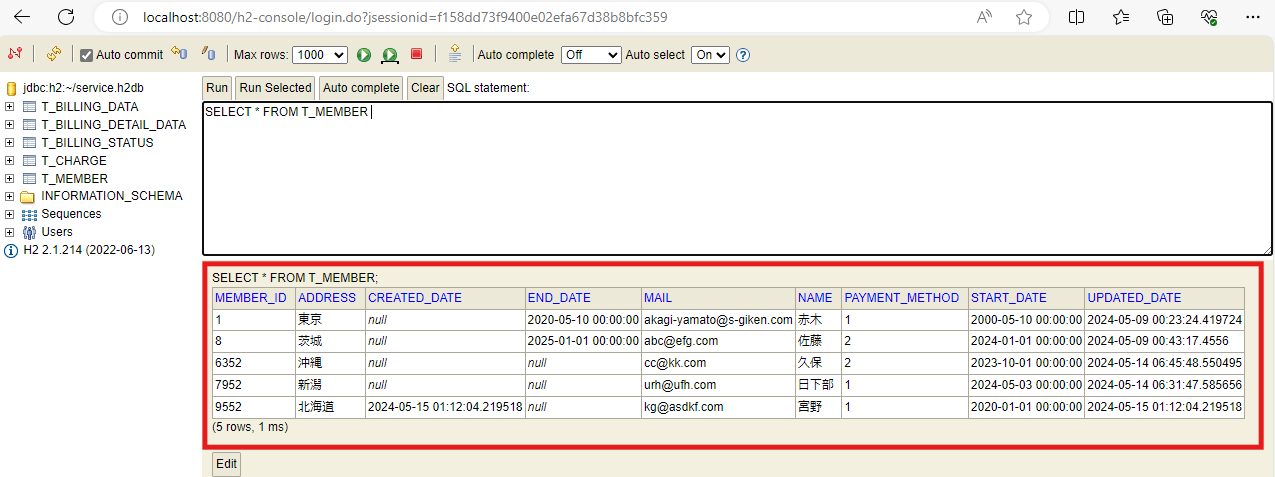 localhost:8080/h2-console/login.do?jsessionid=f158dd73f9400e02efa67d38b8bfc359
Auto commit Max rows: 1000 Auto complete Off Auto select On
jdbc:h2:~/service.h2db
T_BILLING_DATA
T_BILLING_DETAIL_DATA
T_BILLING_STATUS
T_CHARGE
T_MEMBER
INFORMATION_SCHEMA
Sequences
Users
H2 2.1.214 (2022-06-13)
Run Run Selected Auto complete Clear SQL statement:
SELECT * FROM T_MEMBER
SELECT * FROM T_MEMBER;
MEMBER_ID ADDRESS CREATED_DATE END_DATE MAIL NAME PAYMENT_METHOD START_DATE UPDATED_DATE
1 東京 null 2020-05-10 00:00:00 akagi-yamato@s-giken.com 赤木 1 2000-05-10 00:00:00 2024-05-09 00:23:24.419724
8 茨城 null 2025-01-01 00:00:00 abc@efg.com 佐藤 2 2024-01-01 00:00:00 2024-05-09 00:43:17.4556
6352 沖縄 null null cc@kk.com 久保 2 2023-10-01 00:00:00 2024-05-14 06:45:48.550495
7952 新潟 null null urh@ufh.com 日下部 1 2024-05-03 00:00:00 2024-05-14 06:31:47.585656
9552 北海道 2024-05-15 01:12:04.219518 null kg@asdkf.com 宮野 1 2020-01-01 00:00:00 2024-05-15 01:12:04.219518
(5 rows, 1 ms)
Edit